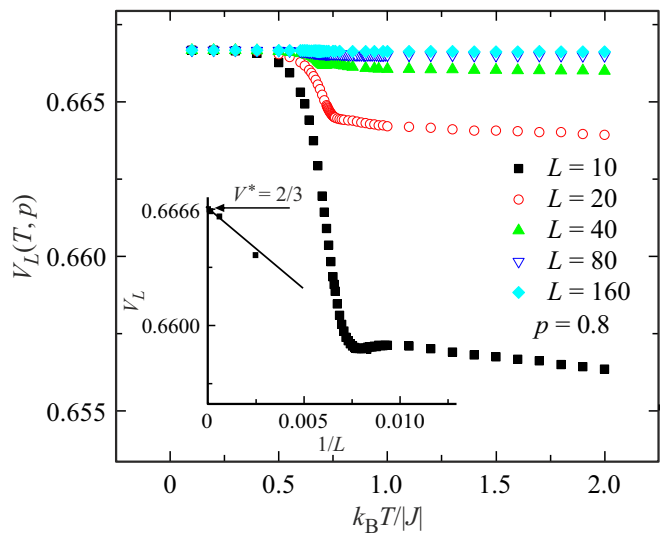 0.665
0.660
0.655
V_L(T, p)
0
0.5
1.0
1.5
2.0
k_BT/|J|
L = 10
L = 20
L = 40
L = 80
L = 160
p = 0.8
V* = 2/3
0.6666
0.6600
V_L
0
0.005
0.010
1/L